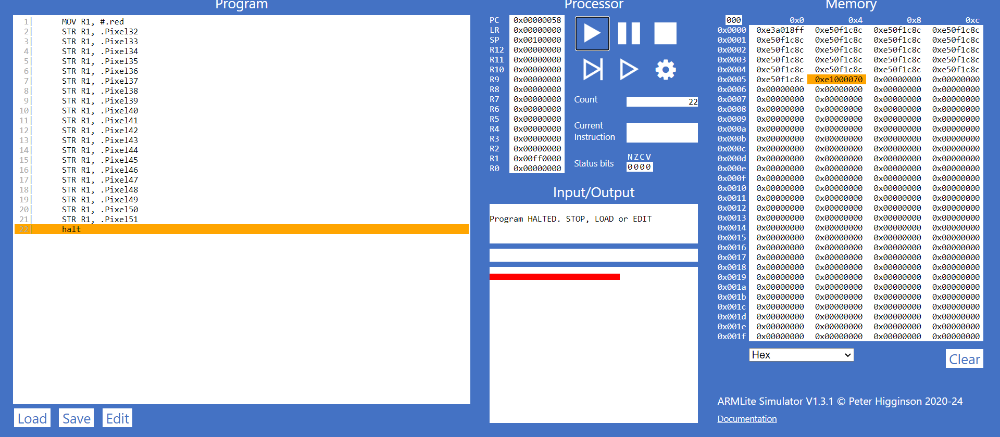 Program
1| MOV R1, #.red
2| STR R1, .Pixel32
3| STR R1, .Pixel33
4| STR R1, .Pixel34
5| STR R1, .Pixel35
6| STR R1, .Pixel36
7| STR R1, .Pixel37
8| STR R1, .Pixel38
9| STR R1, .Pixel39
10| STR R1, .Pixel40
11| STR R1, .Pixel41
12| STR R1, .Pixel42
13| STR R1, .Pixel43
14| STR R1, .Pixel44
15| STR R1, .Pixel45
16| STR R1, .Pixel46
17| STR R1, .Pixel47
18| STR R1, .Pixel48
19| STR R1, .Pixel49
20| STR R1, .Pixel50
21| STR R1, .Pixel51
22| halt
Load Save Edit
Processor
PC 0x00000058
LR 0x00000000
SP 0x00100000
R12 0x00000000
R11 0x00000000
R10 0x00000000
R9 0x00000000
R8 0x00000000
R7 0x00000000
R6 0x00000000
R5 0x00000000
R4 0x00000000
R3 0x00000000
R2 0x00000000
R1 0x00ff0000
R0 0x00000000
Count 22
Current
Instruction
NZCV
Status bits 0000
Input/Output
Program HALTED. STOP, LOAD or EDIT
Memory
000 0x0 0x4 0x8 0xc
0x0000 0xe3a018ff 0xe50f1c8c 0xe50f1c8c 0xe50f1c8c
0x0001 0xe50f1c8c 0xe50f1c8c 0xe50f1c8c 0xe50f1c8c
0x0002 0xe50f1c8c 0xe50f1c8c 0xe50f1c8c 0xe50f1c8c
0x0003 0xe50f1c8c 0xe50f1c8c 0xe50f1c8c 0xe50f1c8c
0x0004 0xe50f1c8c 0xe50f1c8c 0xe50f1c8c 0xe50f1c8c
0x0005 0xe50f1c8c 0xe1000070 0x00000000 0x00000000
0x0006 0x00000000 0x00000000 0x00000000 0x00000000
0x0007 0x00000000 0x00000000 0x00000000 0x00000000
0x0008 0x00000000 0x00000000 0x00000000 0x00000000
0x0009 0x00000000 0x00000000 0x00000000 0x00000000
0x000a 0x00000000 0x00000000 0x00000000 0x00000000
0x000b 0x00000000 0x00000000 0x00000000 0x00000000
0x000c 0x00000000 0x00000000 0x00000000 0x00000000
0x000d 0x00000000 0x00000000 0x00000000 0x00000000
0x000e 0x00000000 0x00000000 0x00000000 0x00000000
0x000f 0x00000000 0x00000000 0x00000000 0x00000000
0x0010 0x00000000 0x00000000 0x00000000 0x00000000
0x0011 0x00000000 0x00000000 0x00000000 0x00000000
0x0012 0x00000000 0x00000000 0x00000000 0x00000000
0x0013 0x00000000 0x00000000 0x00000000 0x00000000
0x0014 0x00000000 0x00000000 0x00000000 0x00000000
0x0015 0x00000000 0x00000000 0x00000000 0x00000000
0x0016 0x00000000 0x00000000 0x00000000 0x00000000
0x0017 0x00000000 0x00000000 0x00000000 0x00000000
0x0018 0x00000000 0x00000000 0x00000000 0x00000000
0x0019 0x00000000 0x00000000 0x00000000 0x00000000
0x001a 0x00000000 0x00000000 0x00000000 0x00000000
0x001b 0x00000000 0x00000000 0x00000000 0x00000000
0x001c 0x00000000 0x00000000 0x00000000 0x00000000
0x001d 0x00000000 0x00000000 0x00000000 0x00000000
0x001e 0x00000000 0x00000000 0x00000000 0x00000000
0x001f 0x00000000 0x00000000 0x00000000 0x00000000
Hex Clear
ARMLite Simulator V1.3.1 © Peter Higginson 2020-24
Documentation